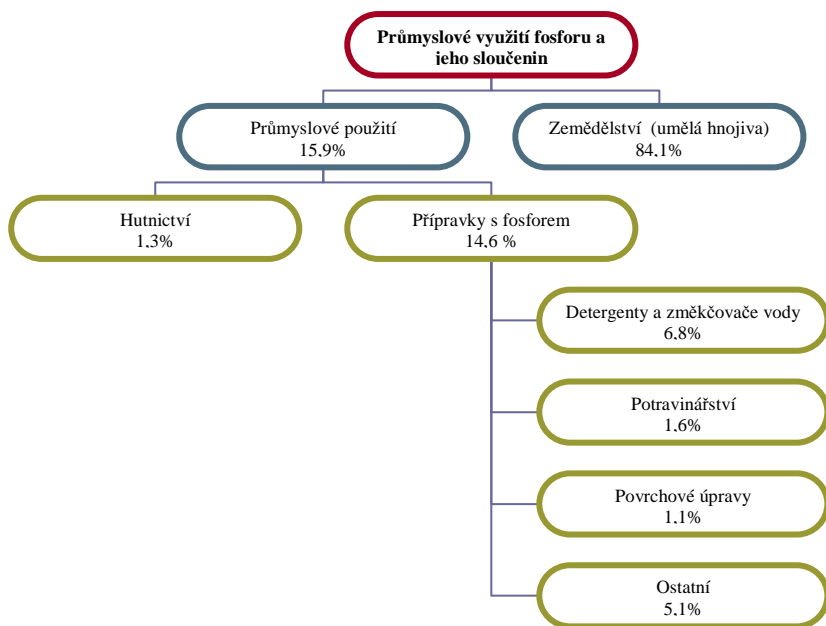 Průmyslové využití fosforu a
jeho sloučenin
Průmyslové použití
15,9%
Zemědělství (umělá hnojiva)
84,1%
Hutnictví
1,3%
Přípravky s fosforem
14,6 %
Detergenty a změkčovače vody
6,8%
Potravinářství
1,6%
Povrchové úpravy
1,1%
Ostatní
5,1%